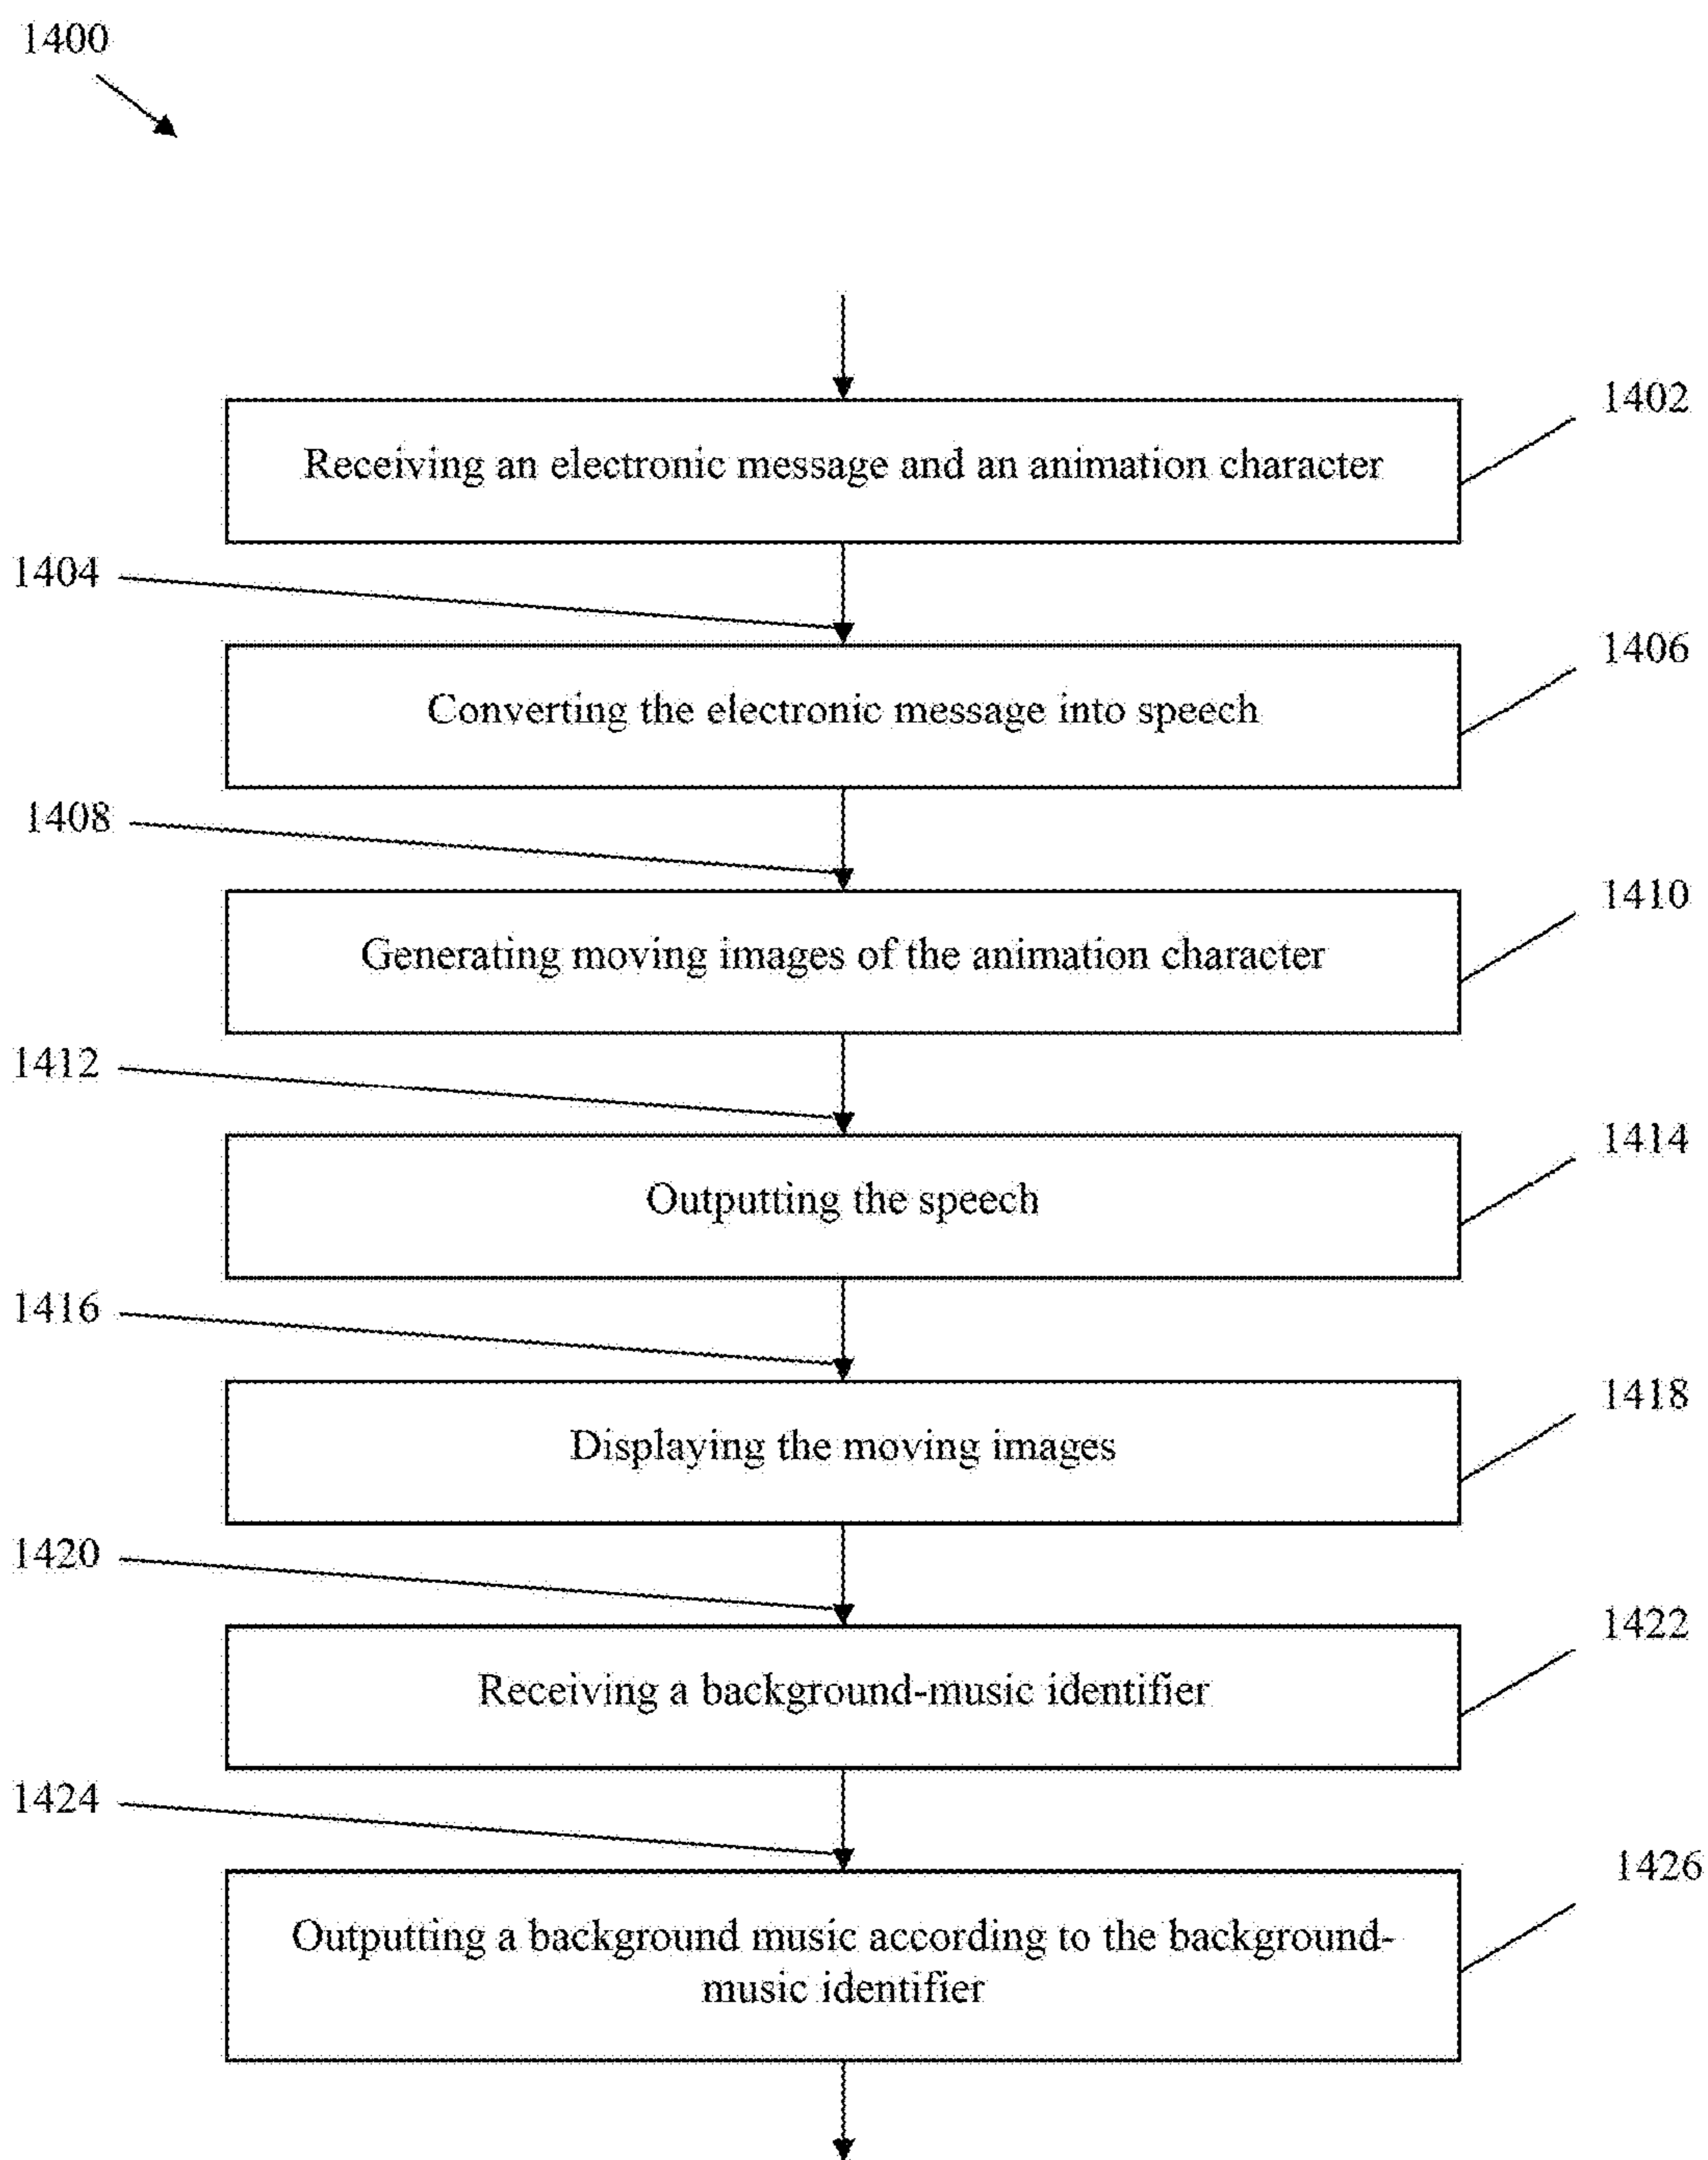 1400
Receiving an electronic message and an animation character
1402
1404
Converting the electronic message into speech
1406
1408
Generating moving images of the animation character
1410
1412
Outputting the speech
1414
1416
Displaying the moving images
1418
1420
Receiving a background-music identifier
1422
1424
Outputting a background music according to the background-
music identifier
1426